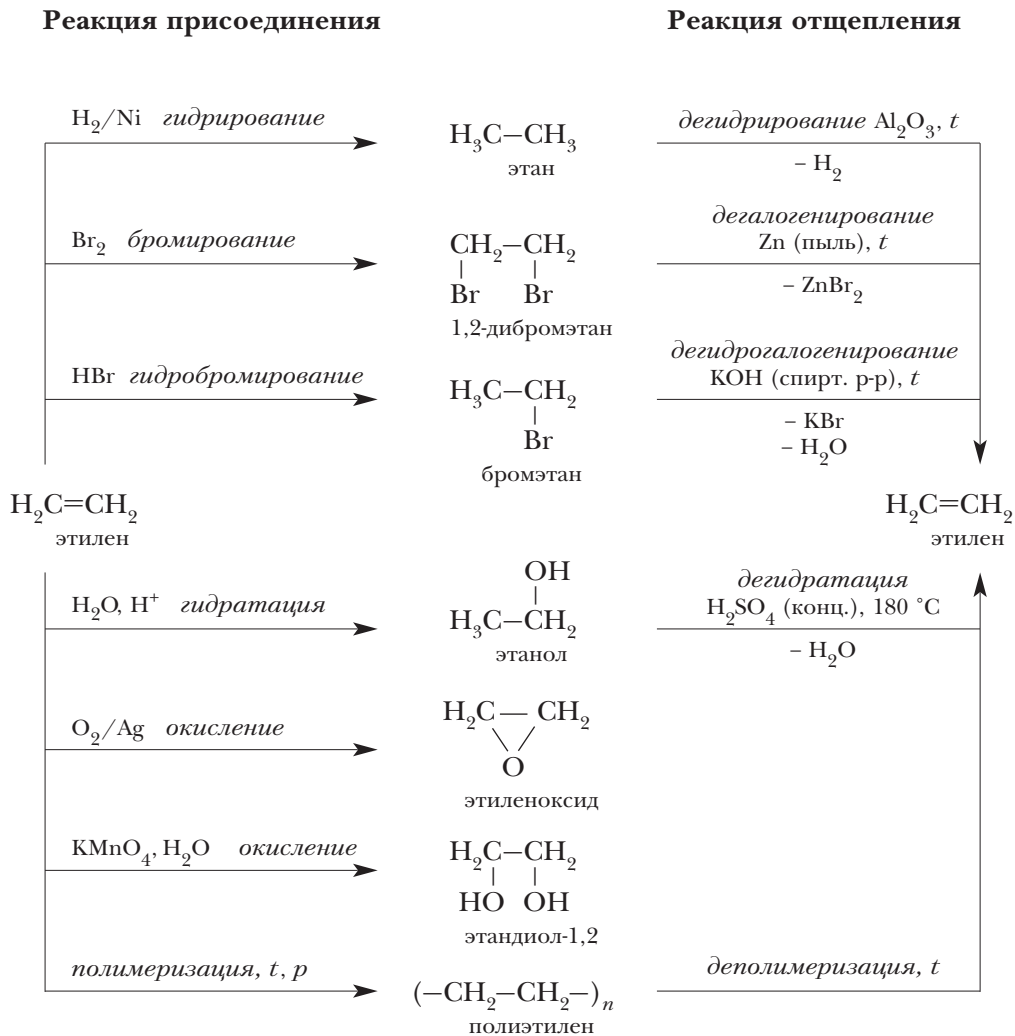 Реакция присоединения
Реакция отщепления
H₂/Ni гидрирование
H₃C–CH₃
этан
дегидрирование Al₂O₃, t
– H₂
Br₂ бромирование
CH₂–CH₂
Br Br
1,2-дибромэтан
дегалогенирование
Zn (пыль), t
– ZnBr₂
HBr гидробромирование
H₃C–CH₂
Br
бромэтан
дегидрогалогенирование
KOH (спирт. р-р), t
– KBr
– H₂O
H₂C=CH₂
этилен
H₂C=CH₂
этилен
H₂O, H⁺ гидратация
OH
H₃C–CH₂
этанол
дегидратация
H₂SO₄ (конц.), 180 °C
– H₂O
O₂/Ag окисление
H₂C — CH₂
O
этиленоксид
KMnO₄, H₂O окисление
H₂C–CH₂
HO OH
этандиол-1,2
полимеризация, t, p
(–CH₂–CH₂–)ₙ
полиэтилен
деполимеризация, t